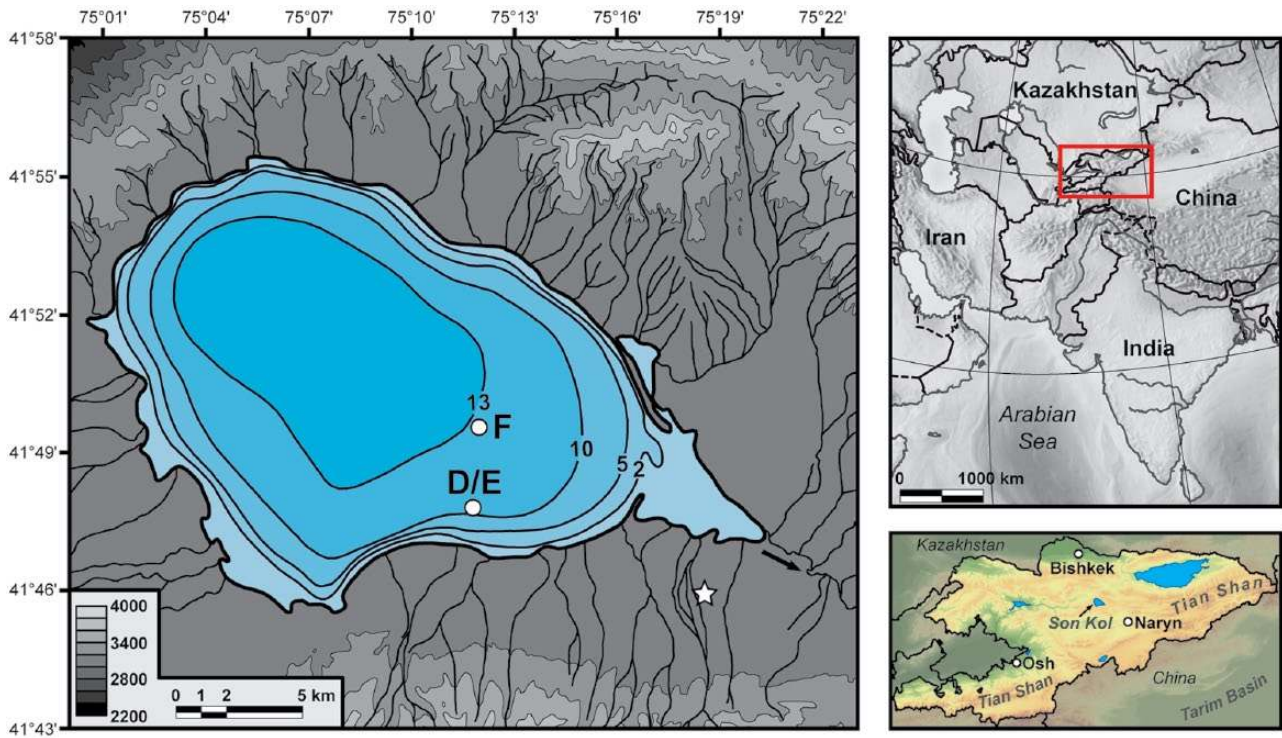 75°01' 75°04' 75°07' 75°10' 75°13' 75°16' 75°19' 75°22'
41°58'
41°55'
41°52'
41°49'
41°46'
41°43'
13
F
10
5
2
D/E
4000
3400
2800
2200
0 1 2 5 km
Kazakhstan
China
Iran
India
Arabian
Sea
0 1000 km
Kazakhstan
Bishkek
Tian Shan
Son Kol
Naryn
Osh
China
Tian Shan
Tarim Basin